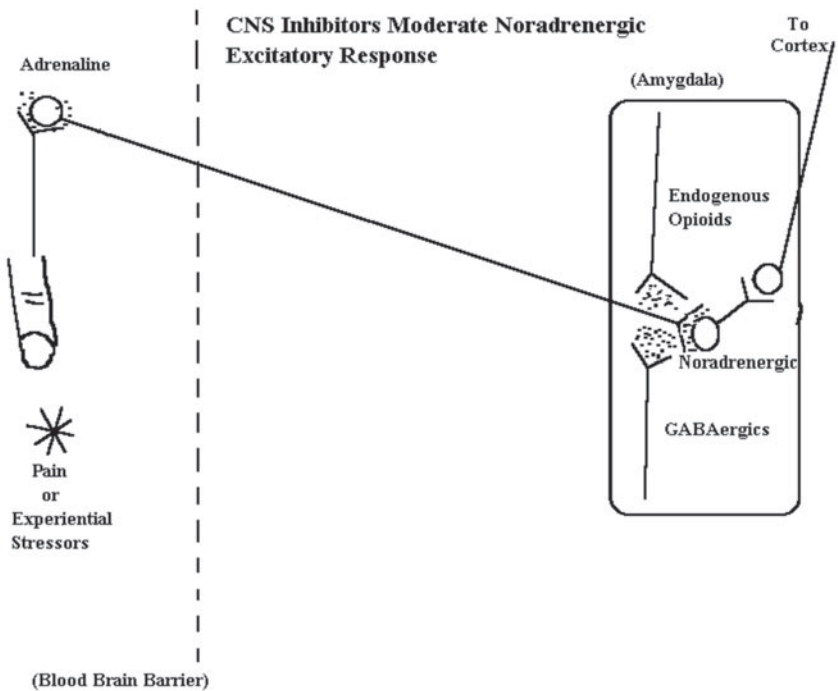 CNS Inhibitors Moderate Noradrenergic
Excitatory Response
To
Cortex
Adrenaline
(Amygdala)
Endogenous
Opioids
Noradrenergic
GABAergics
Pain
or
Experiential
Stressors
(Blood Brain Barrier)